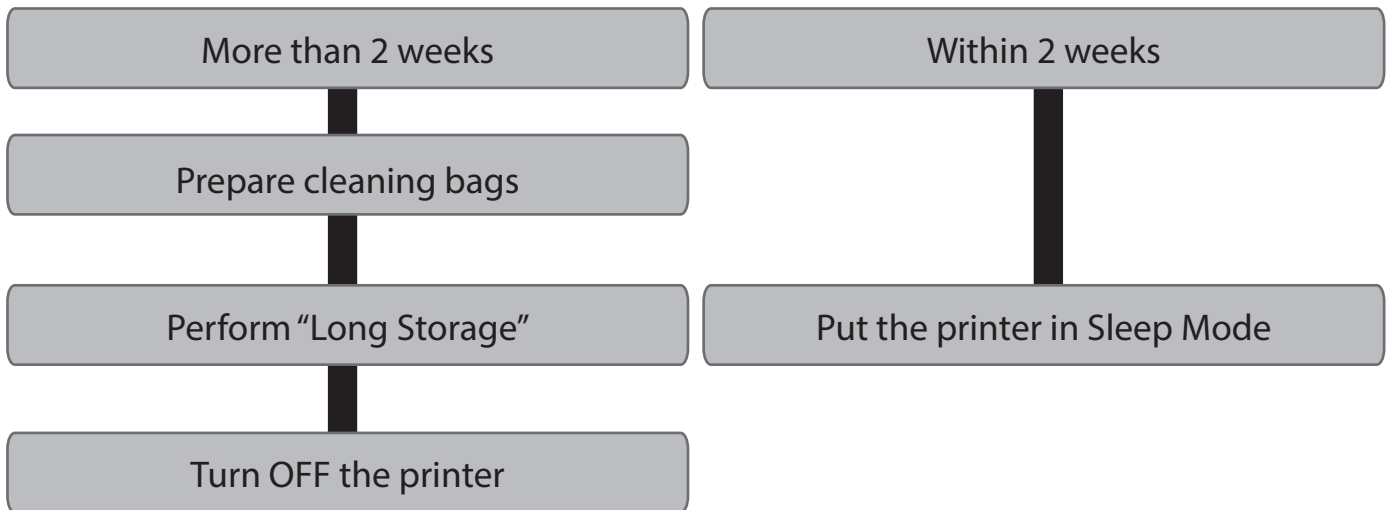 More than 2 weeks
Prepare cleaning bags
Perform “Long Storage”
Turn OFF the printer
Within 2 weeks
Put the printer in Sleep Mode